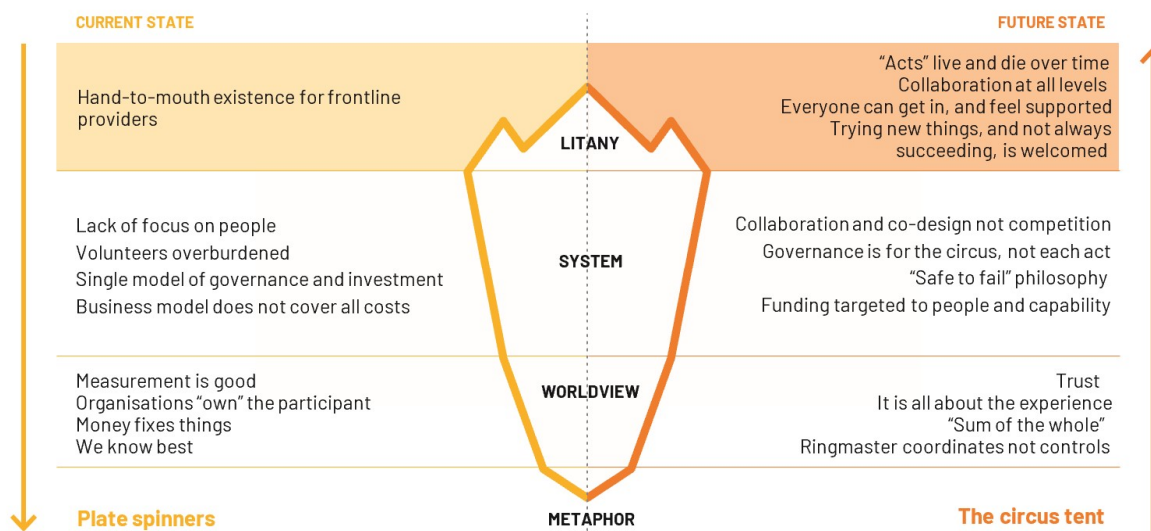 CURRENT STATE
FUTURE STATE
Hand-to-mouth existence for frontline
providers
LITANY
“Acts” live and die over time
Collaboration at all levels
Everyone can get in, and feel supported
Trying new things, and not always
succeeding, is welcomed
Lack of focus on people
Volunteers overburdened
Single model of governance and investment
Business model does not cover all costs
SYSTEM
Collaboration and co-design not competition
Governance is for the circus, not each act
“Safe to fail” philosophy
Funding targeted to people and capability
Measurement is good
Organisations “own” the participant
Money fixes things
We know best
WORLDVIEW
Trust
It is all about the experience
“Sum of the whole”
Ringmaster coordinates not controls
Plate spinners
METAPHOR
The circus tent